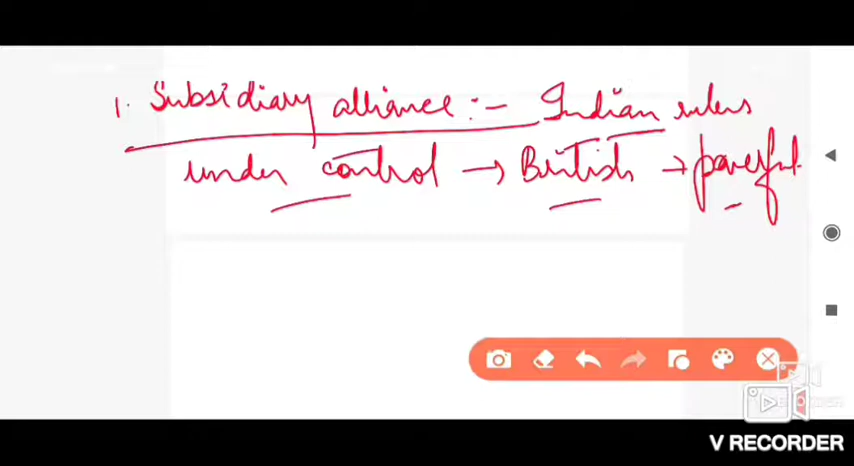 1. Subsidiary alliance :- Indian rulers
under control → British → powerful
V RECORDER